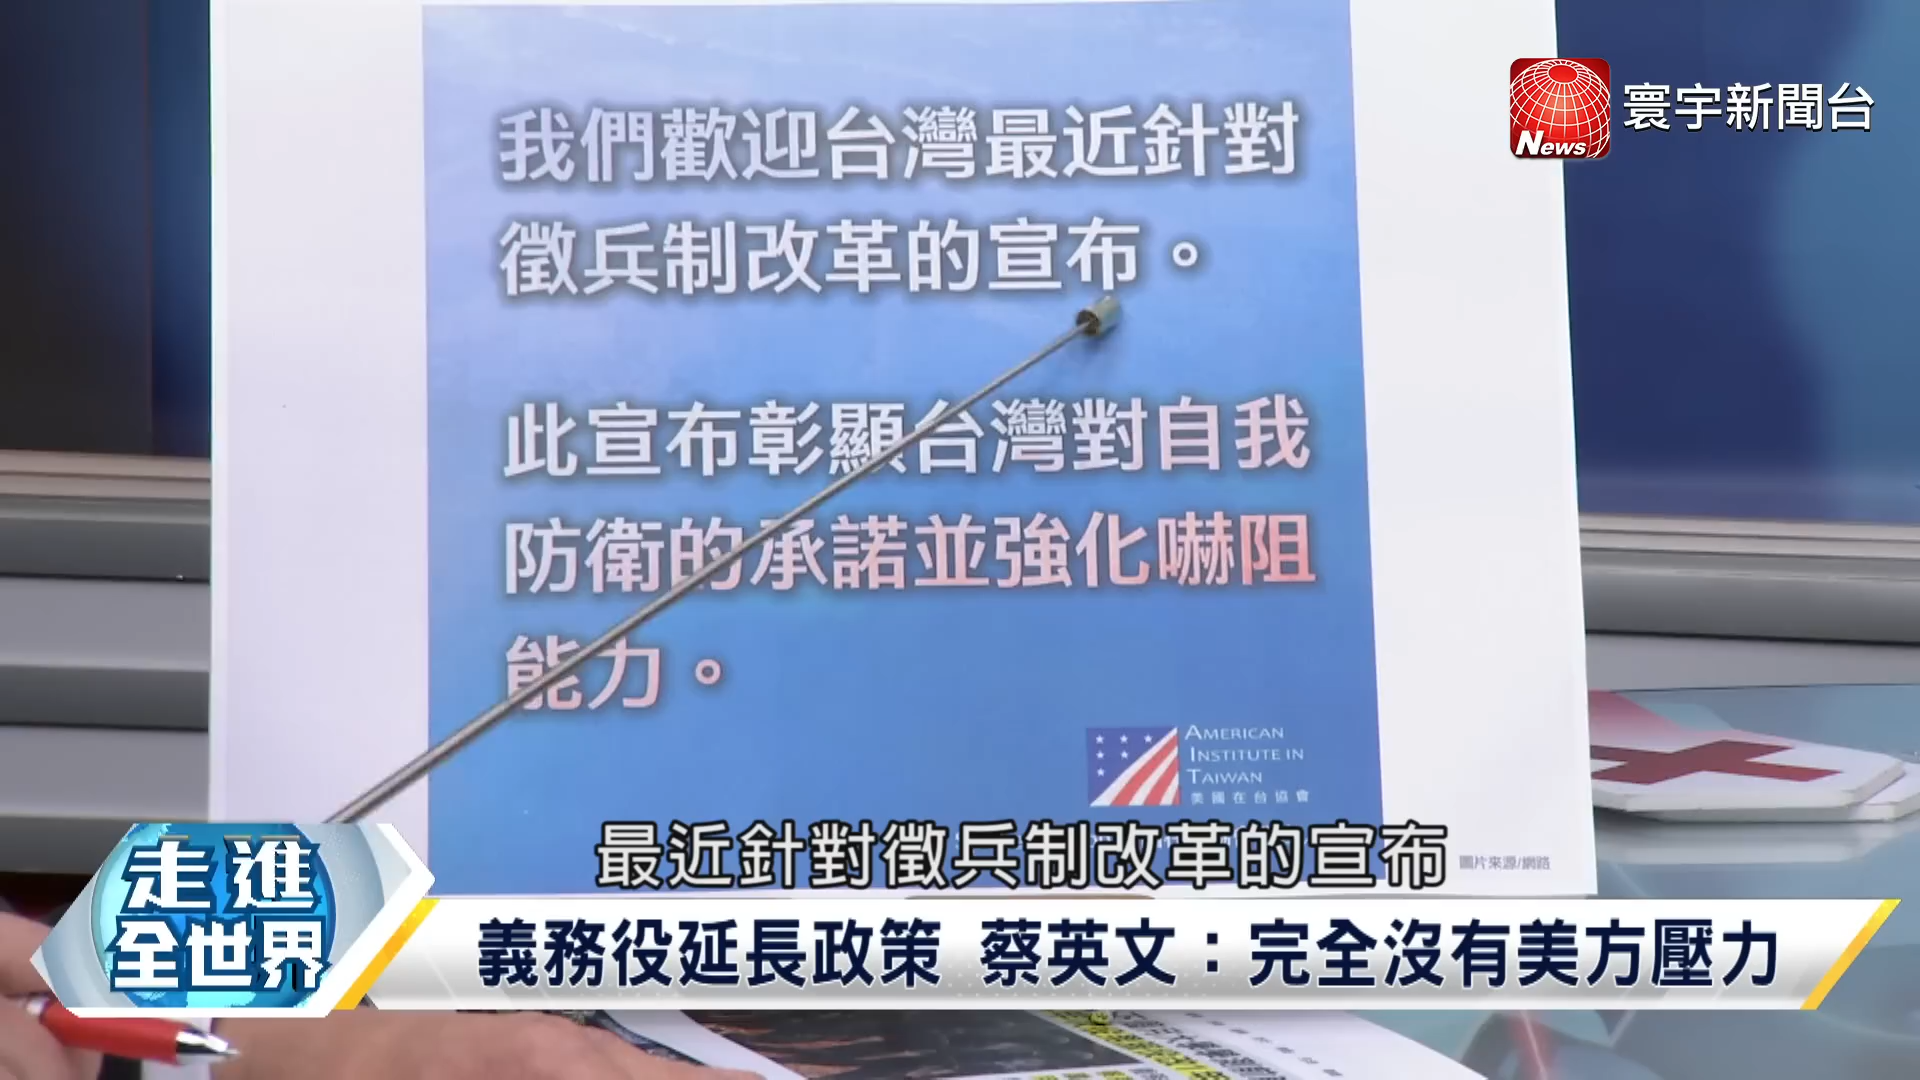 寰宇新聞台
News
我們歡迎台灣最近針對
徵兵制改革的宣布。
此宣布彰顯台灣對自我
防衛的承諾並強化嚇阻
能力。
AMERICAN
INSTITUTE IN
TAIWAN
美國在台協會
最近針對徵兵制改革的宣布
圖片來源/網路
走進
全世界
義務役延長政策 蔡英文：完全沒有美方壓力